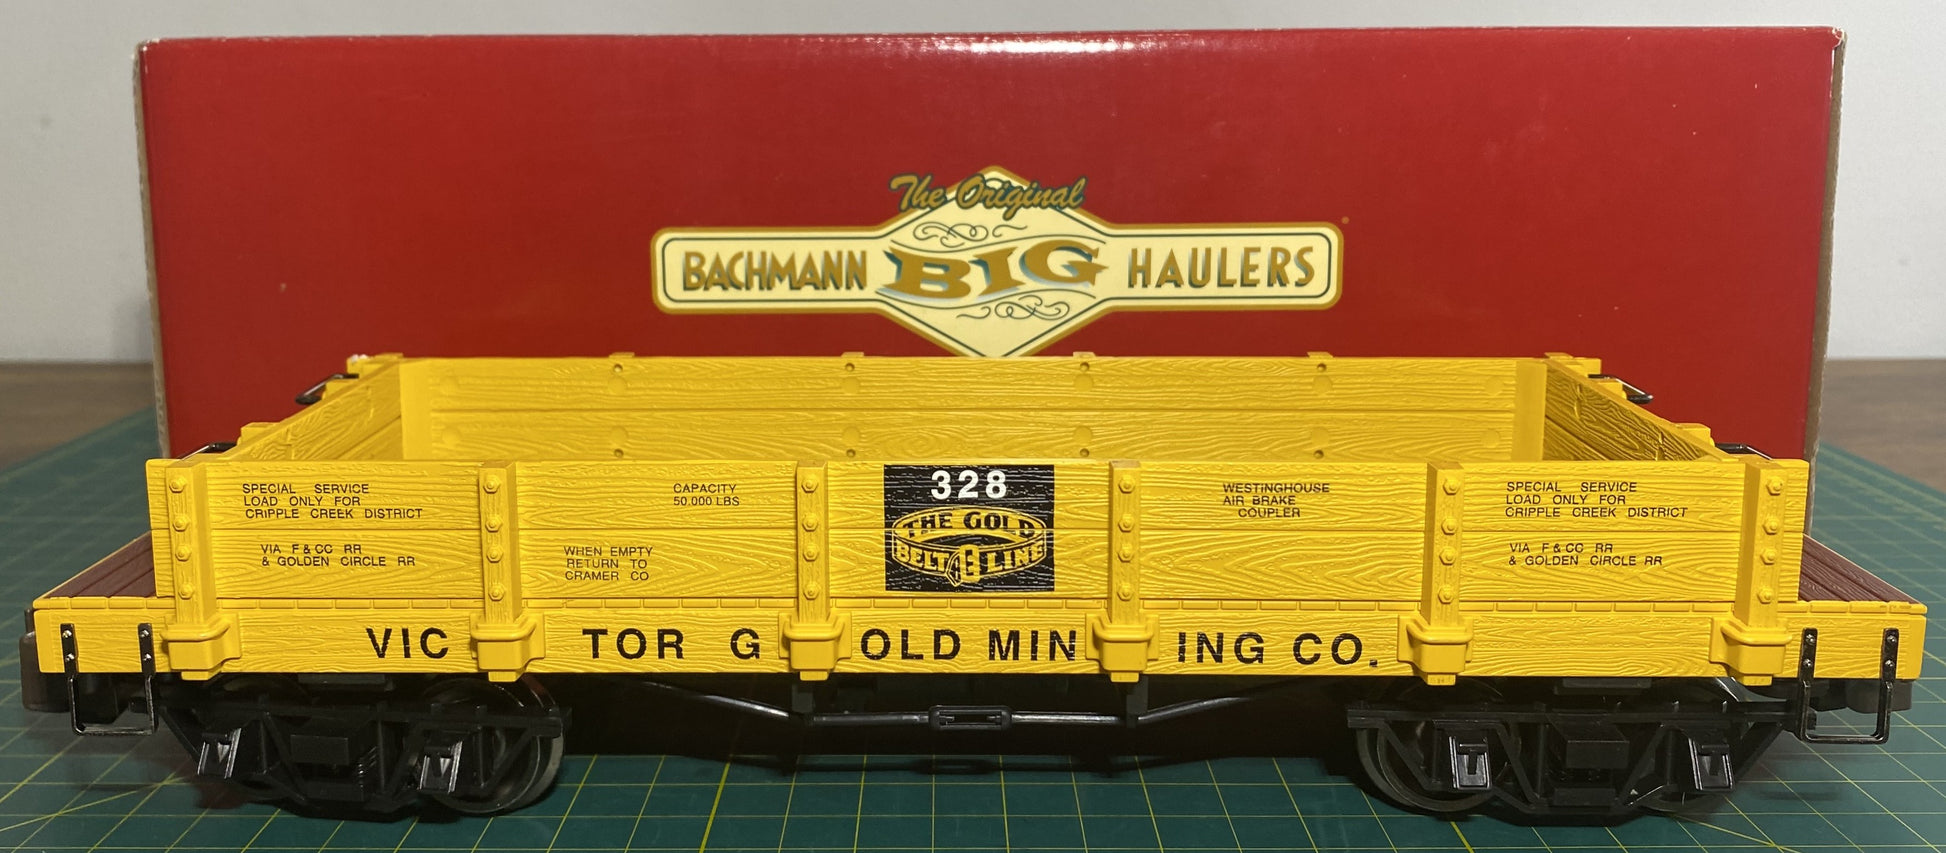 The Original
BACHMANN BIG HAULERS
SPECIAL SERVICE
LOAD ONLY FOR
CRIPPLE CREEK DISTRICT
VIA F & CC RR
& GOLDEN CIRCLE RR
CAPACITY
50,000 LBS
WHEN EMPTY
RETURN TO
CRAMER CO
328
THE GOLD
BELT LINE
WESTINGHOUSE
AIR BRAKE
COUPLER
SPECIAL SERVICE
LOAD ONLY FOR
CRIPPLE CREEK DISTRICT
VIA F & CC RR
& GOLDEN CIRCLE RR
VIC TOR G OLD MIN ING CO.